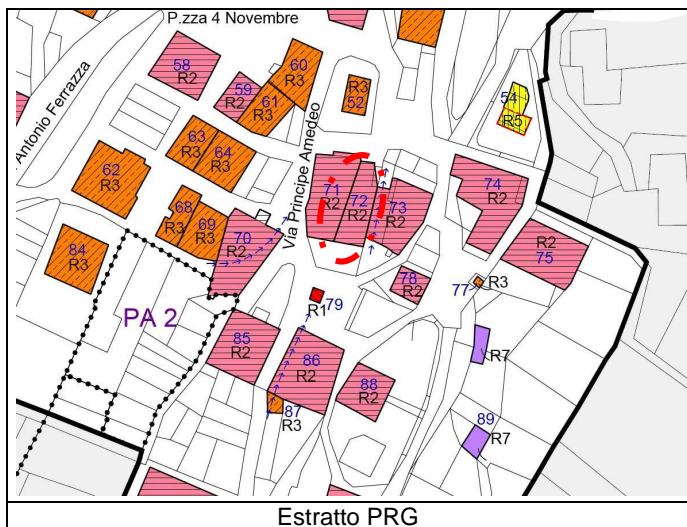 P.zza 4 Novembre
Antonio Ferrazza
Via Principe Amedeo
58
R2
59
R2
60
R3
61
R3
R3
52
54
R5
63
R3
64
R3
62
R3
68
R3
69
R3
70
R2
71
R2
72
R2
73
R2
74
R2
R2
75
84
R3
PA 2
78
R2
77
R3
R1
79
85
R2
86
R2
87
R3
88
R2
R7
89
R7
Estratto PRG